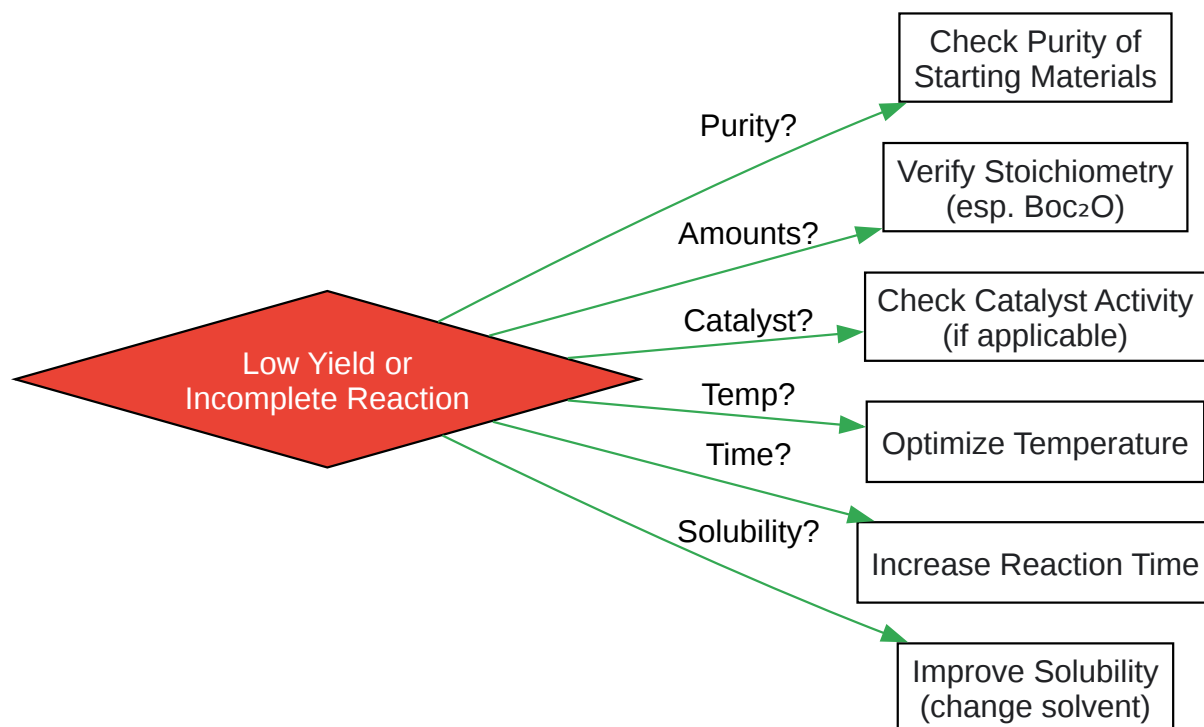 Low Yield or
Incomplete Reaction
Purity?
Check Purity of
Starting Materials
Amounts?
Verify Stoichiometry
(esp. Boc₂O)
Catalyst?
Check Catalyst Activity
(if applicable)
Temp?
Optimize Temperature
Time?
Increase Reaction Time
Solubility?
Improve Solubility
(change solvent)